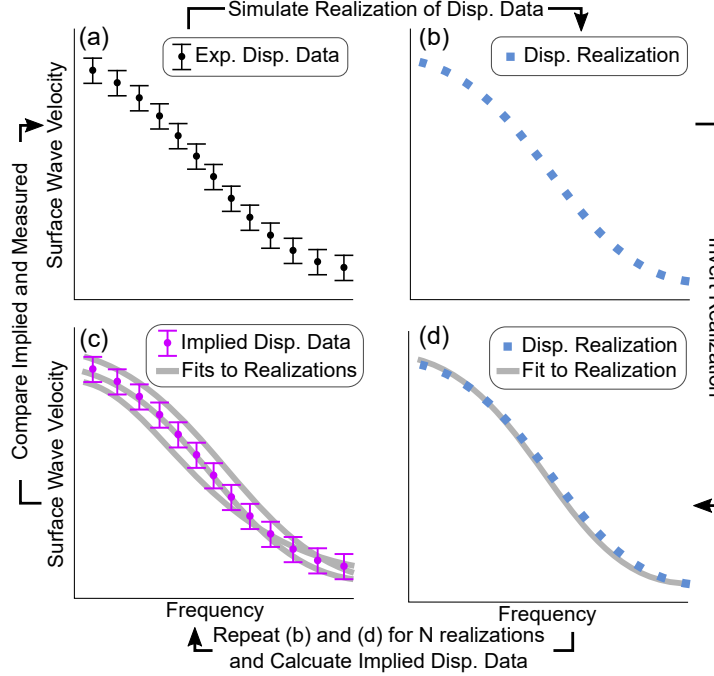 Simulate Realization of Disp. Data
(a)
Exp. Disp. Data
Surface Wave Velocity
(b)
Disp. Realization
Compare Implied and Measured
Invert Realization
(c)
Implied Disp. Data
Fits to Realizations
Surface Wave Velocity
Frequency
(d)
Disp. Realization
Fit to Realization
Frequency
Repeat (b) and (d) for N realizations
and Calcuate Implied Disp. Data